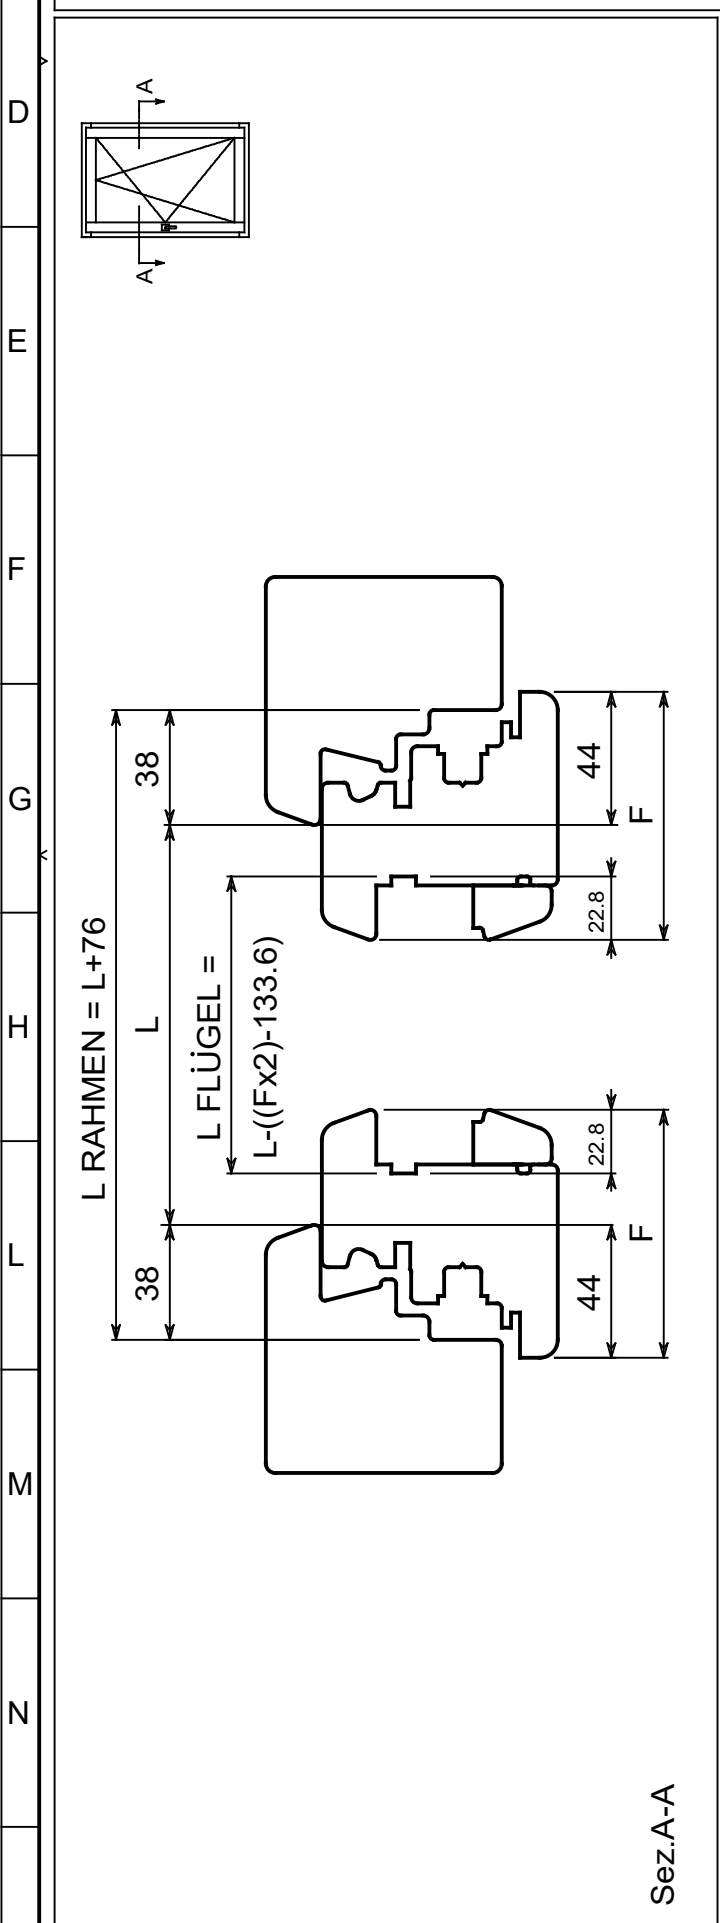 D
E
F
G
H
L
M
N
A
A
L RAHMEN = L+76
38
L
38
L FLÜGEL =
L-((Fx2)-133.6)
44
F
22.8
22.8
44
F
Sez.A-A